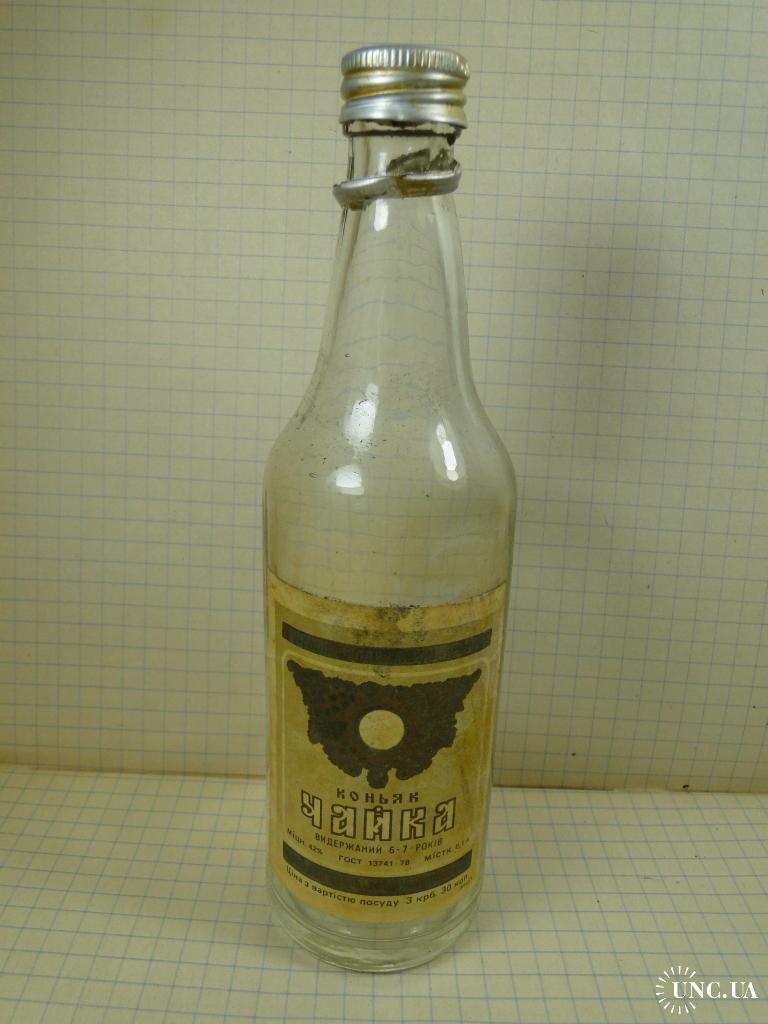 КОНЬЯК
ЧАЙКА
ВИДЕРЖАНИЙ 6-7 РОКІВ
МІЦН. 42% ГОСТ 13741-78 МІСТК. 0,1 л
Ціна з вартістю посуду 3 крб. 30 коп.
UNC.UA